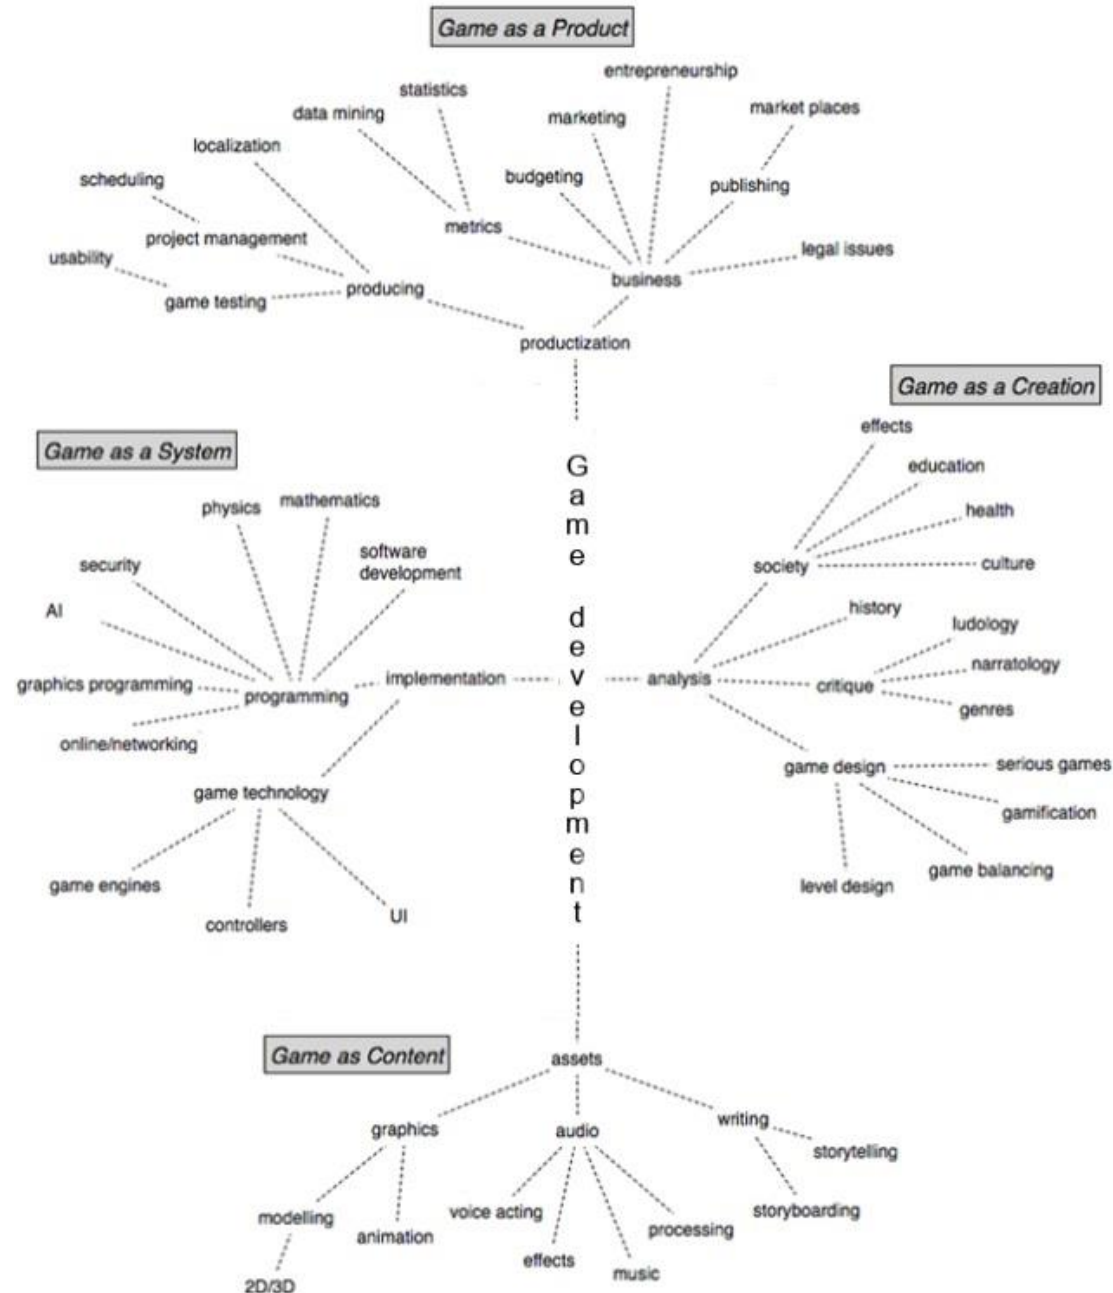 Game as a Product
entrepreneurship
statistics
market places
data mining
marketing
localization
scheduling
budgeting
publishing
metrics
project management
legal issues
usability
business
producing
game testing
productization
Game as a Creation
effects
Game as a System
education
physics
mathematics
health
software
development
security
society
culture
AI
history
ludology
narratology
implementation
analysis
critique
graphics programming
programming
genres
online/networking
game design
serious games
game technology
gamification
game balancing
game engines
level design
controllers
UI
Game development
Game as Content
assets
graphics
audio
writing
storytelling
voice acting
storyboarding
modelling
processing
animation
effects
music
2D/3D